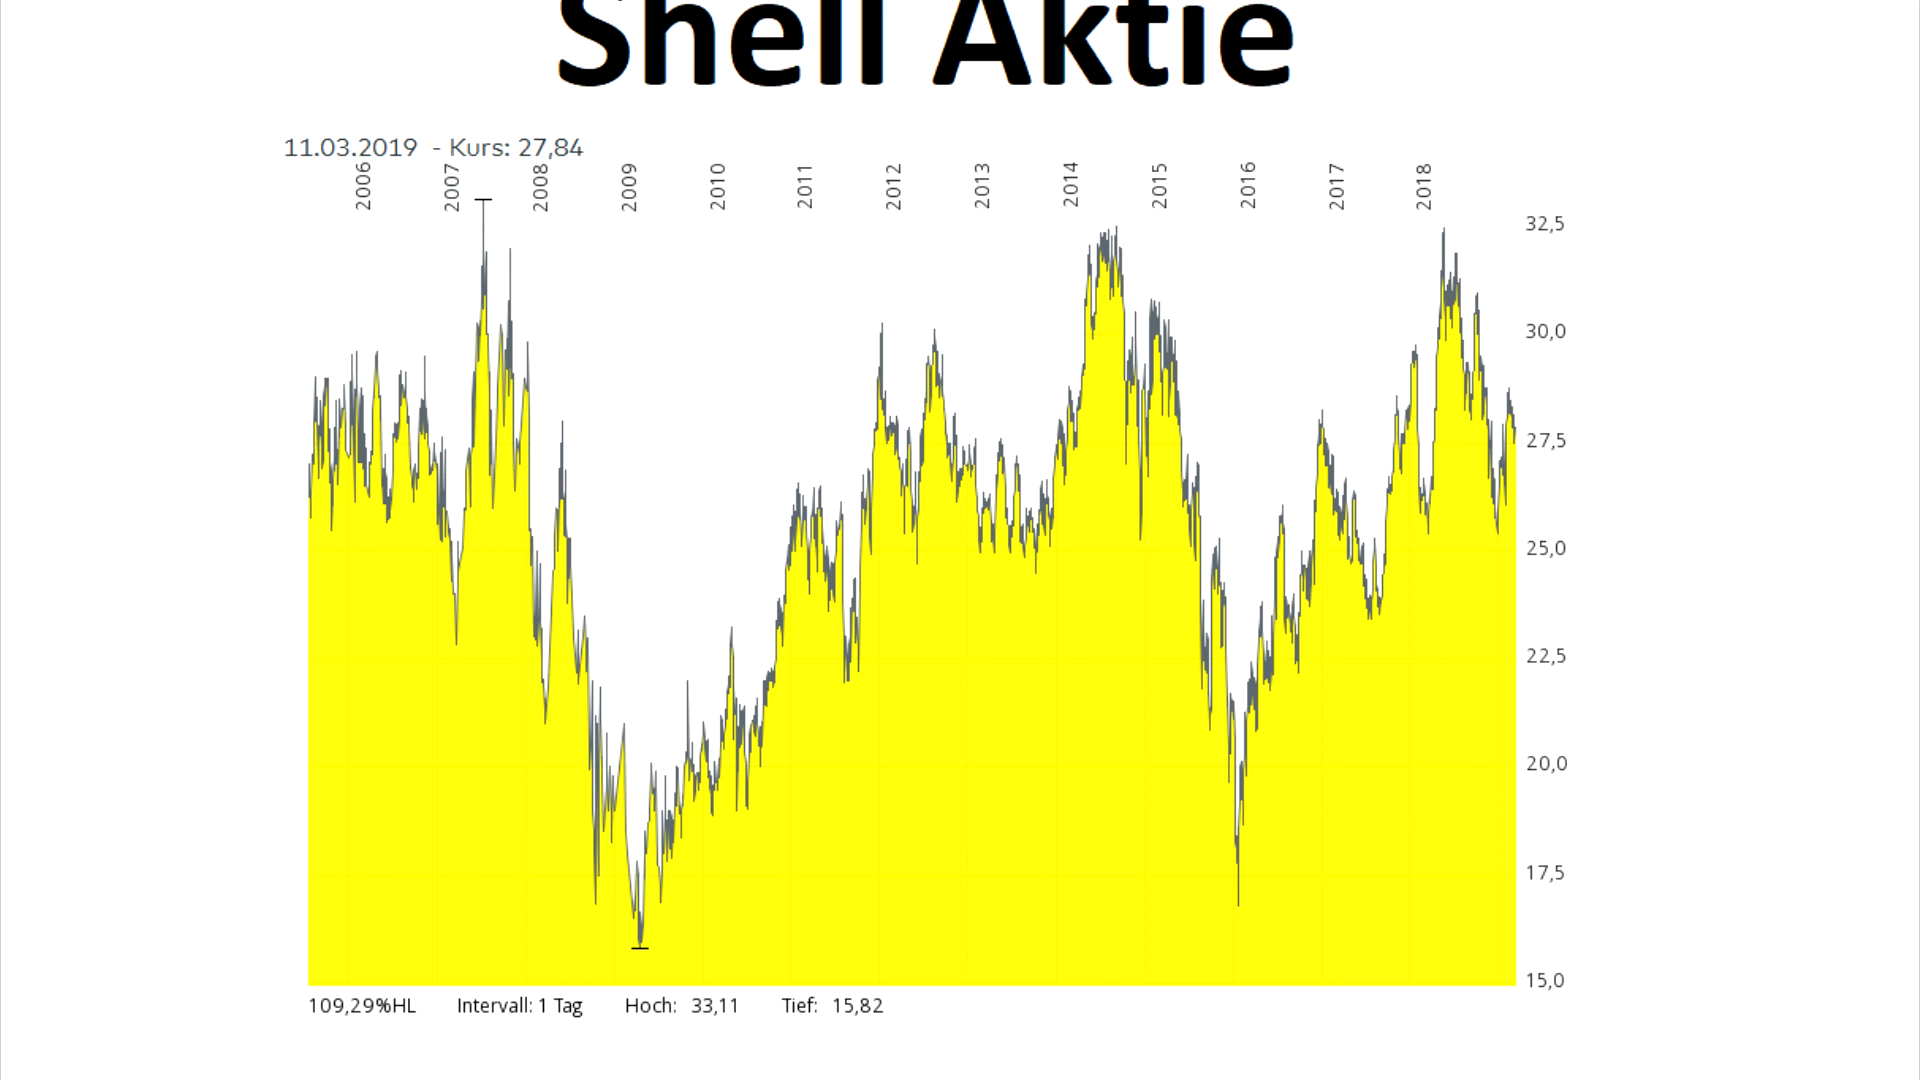 Shell Aktie
11.03.2019 - Kurs: 27,84
2006 2007 2008 2009 2010 2011 2012 2013 2014 2015 2016 2017 2018
32,5
30,0
27,5
25,0
22,5
20,0
17,5
15,0
109,29%HL Intervall: 1 Tag Hoch: 33,11 Tief: 15,82